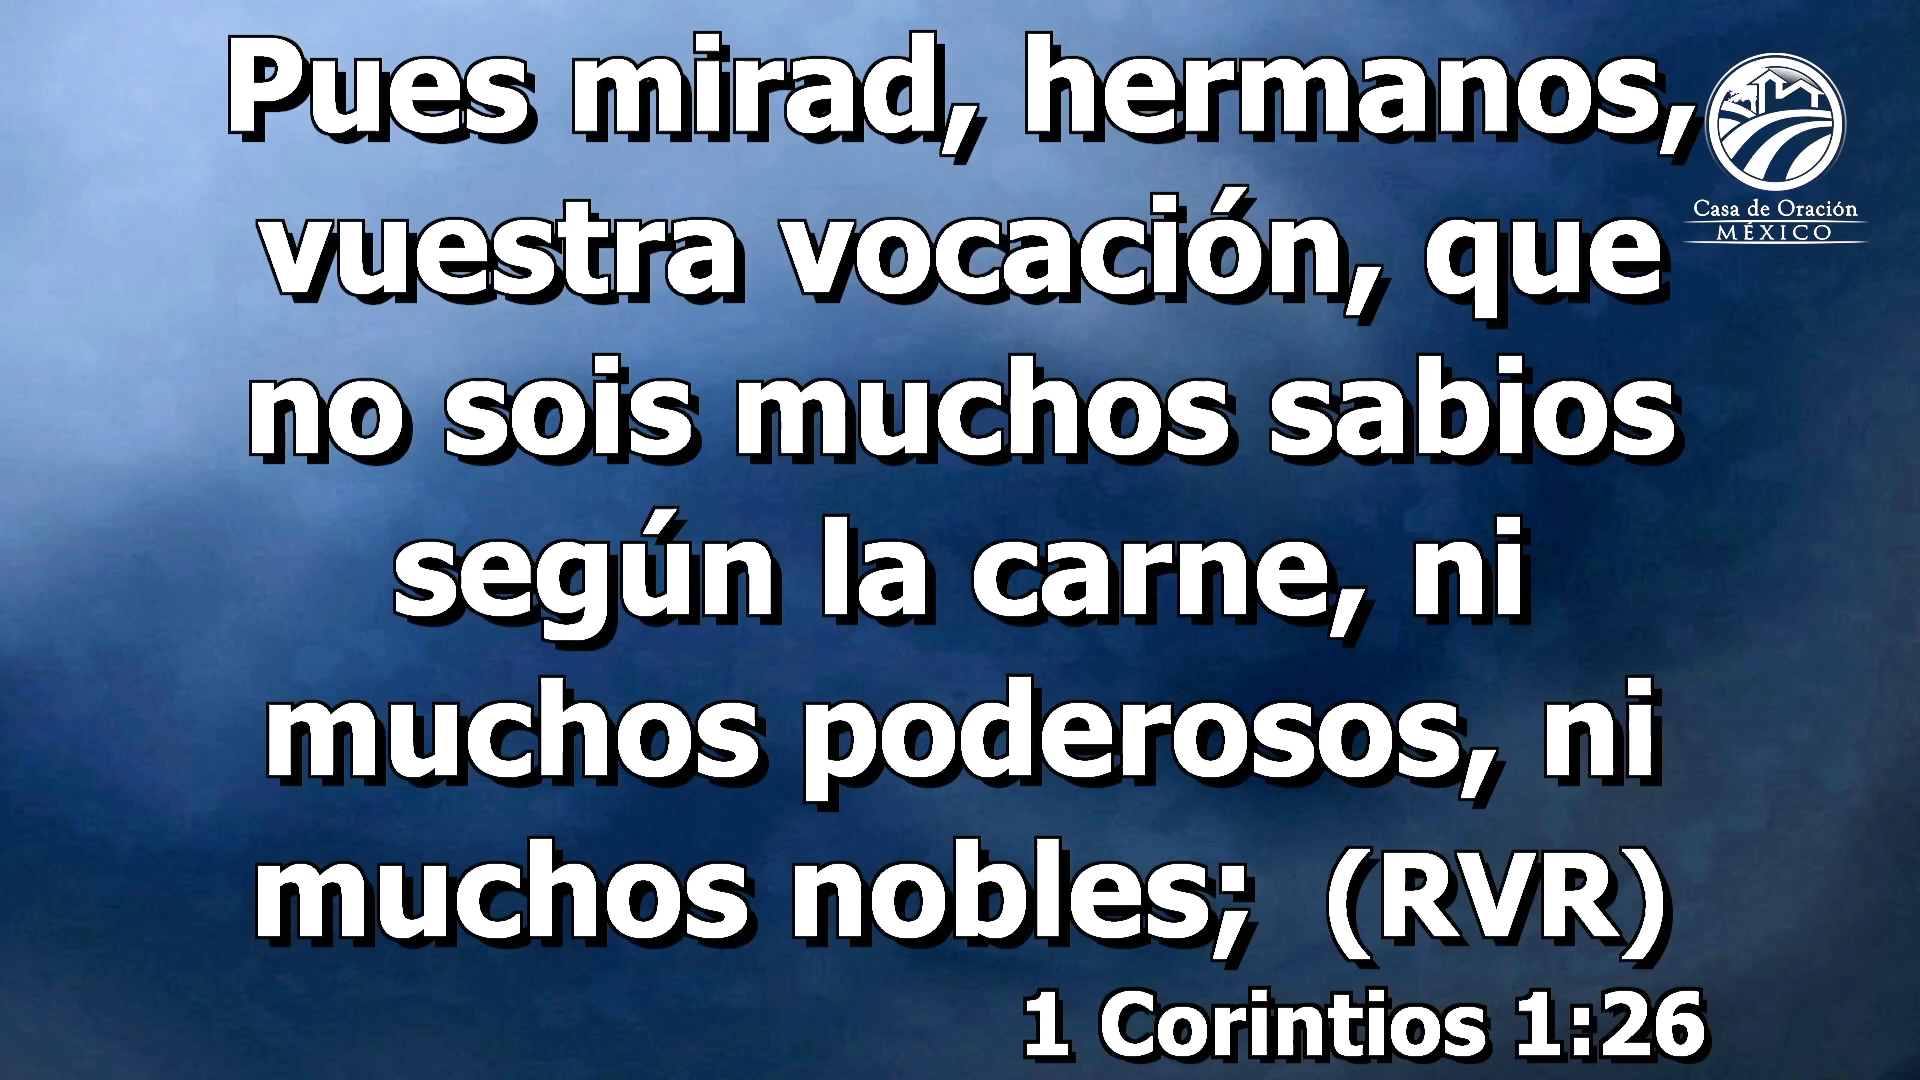 Pues mirad, hermanos,
vuestra vocación, que
no sois muchos sabios
según la carne, ni
muchos poderosos, ni
muchos nobles; (RVR)
1 Corintios 1:26
Casa de Oración
MÉXICO